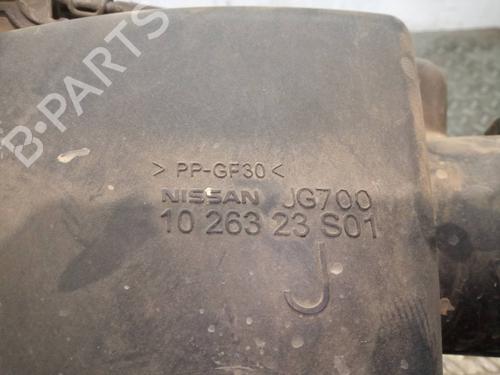 B-PARTS
> PP-GF30 <
NISSAN JG700
10 263 23 S01
J